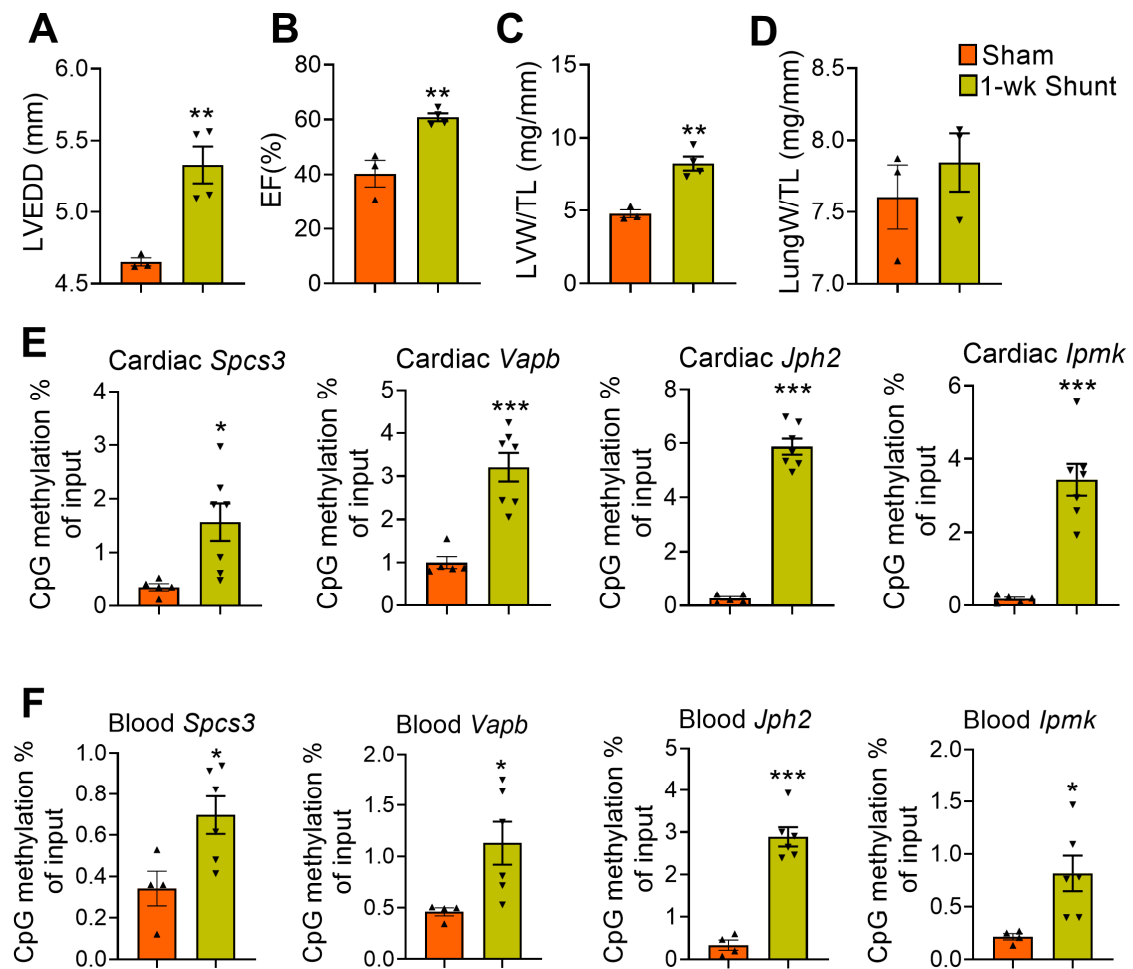 A
B
C
D
Sham
1-wk Shunt
LVEDD (mm)
6.0
5.5
5.0
4.5
**
EF(%)
80
60
40
20
0
**
LVW/TL (mg/mm)
15
10
5
0
**
LungW/TL (mg/mm)
8.5
8.0
7.5
7.0
E
Cardiac Spcs3
CpG methylation %
of input
4
3
2
1
0
*
Cardiac Vapb
CpG methylation %
of input
5
4
3
2
1
0
***
Cardiac Jph2
CpG methylation %
of input
8
6
4
2
0
***
Cardiac Ipmk
CpG methylation %
of input
6
4
2
0
***
F
Blood Spcs3
CpG methylation %
of input
1.0
0.8
0.6
0.4
0.2
0.0
*
Blood Vapb
CpG methylation %
of input
2.0
1.5
1.0
0.5
0.0
*
Blood Jph2
CpG methylation %
of input
5
4
3
2
1
0
***
Blood Ipmk
CpG methylation %
of input
2.0
1.5
1.0
0.5
0.0
*